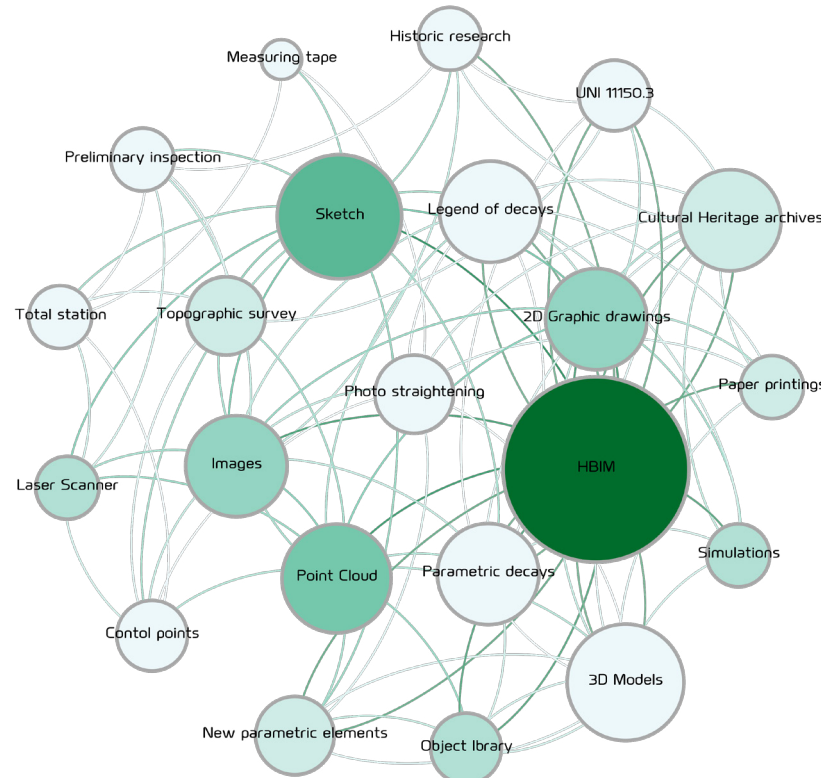 Historic research
Measuring tape
UNI 11150.3
Preliminary inspection
Sketch
Legend of decays
Cultural Heritage archives
Total station
Topographic survey
2D Graphic drawings
Photo straightening
Paper printings
Images
HBIM
Laser Scanner
Simulations
Point Cloud
Parametric decays
Contol points
3D Models
New parametric elements
Object lbrary